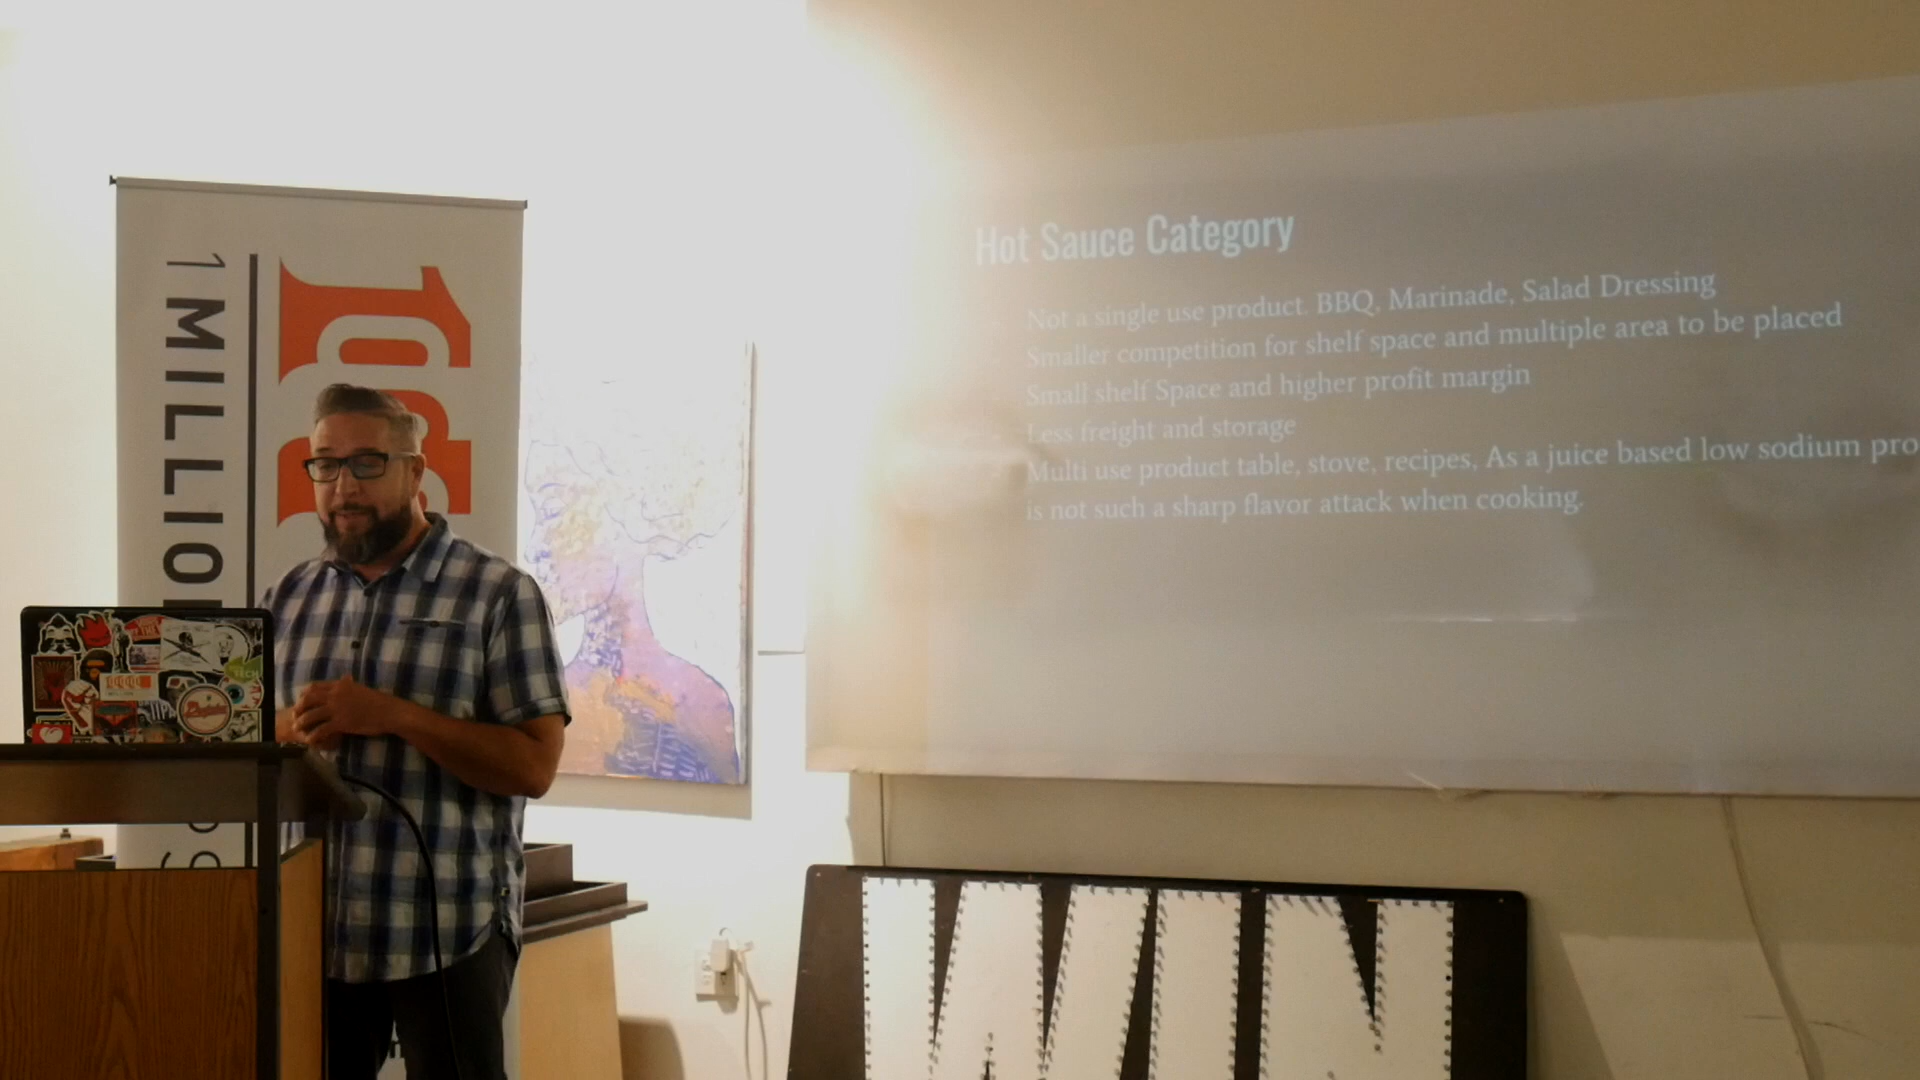 Hot Sauce Category
Not a single use product. BBQ, Marinade, Salad Dressing
Smaller competition for shelf space and multiple area to be placed
Small shelf Space and higher profit margin
Less freight and storage
Multi use product table, stove, recipes, As a juice based low sodium pro
is not such a sharp flavor attack when cooking.
1 MILLION
TECH